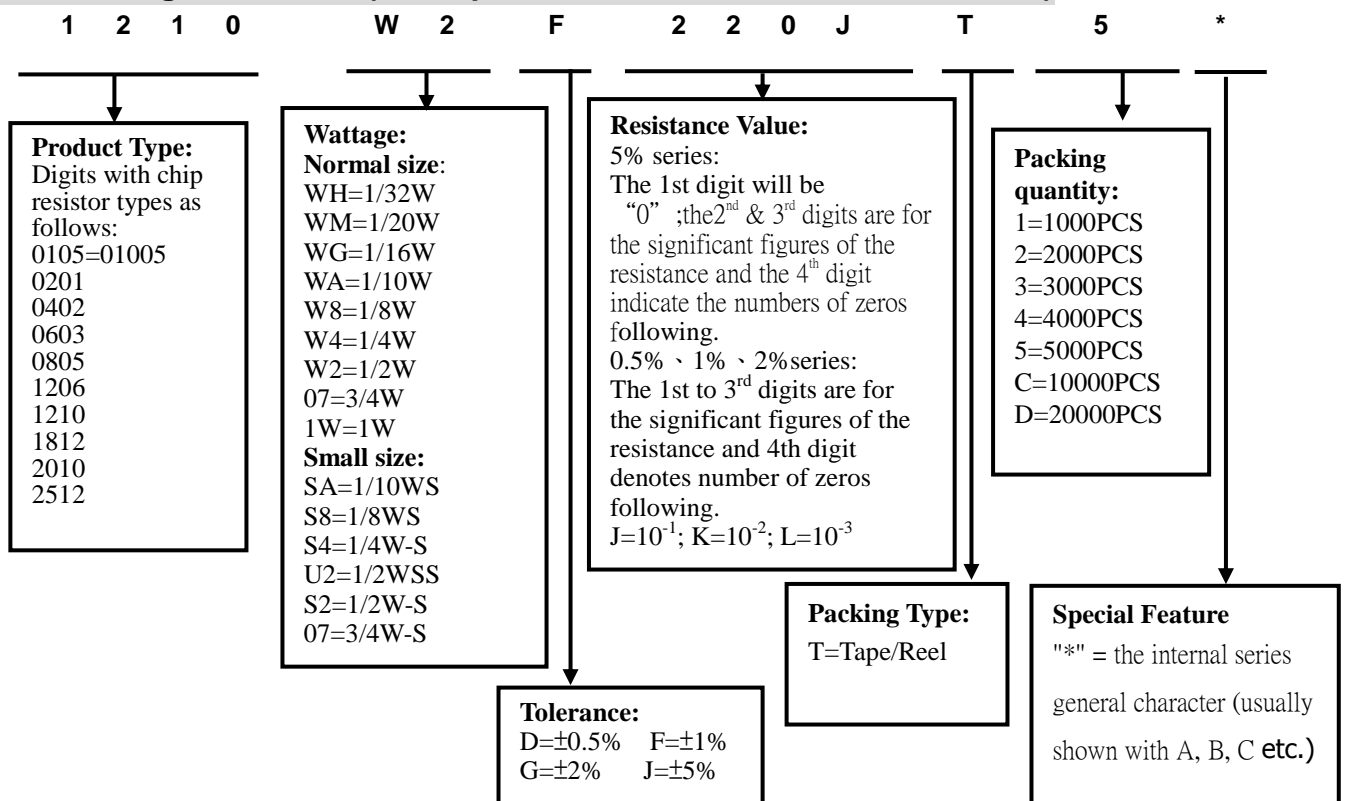 1 2 1 0 W 2 F 2 2 0 J T 5 *
Product Type:
Digits with chip
resistor types as
follows:
0105=01005
0201
0402
0603
0805
1206
1210
1812
2010
2512
Wattage:
Normal size:
WH=1/32W
WM=1/20W
WG=1/16W
WA=1/10W
W8=1/8W
W4=1/4W
W2=1/2W
07=3/4W
1W=1W
Small size:
SA=1/10WS
S8=1/8WS
S4=1/4W-S
U2=1/2WSS
S2=1/2W-S
07=3/4W-S
Tolerance:
D=±0.5% F=±1%
G=±2% J=±5%
Resistance Value:
5% series:
The 1st digit will be
“0” ;the2nd & 3rd digits are for
the significant figures of the
resistance and the 4th digit
indicate the numbers of zeros
following.
0.5%、1%、2%series:
The 1st to 3rd digits are for
the significant figures of the
resistance and 4th digit
denotes number of zeros
following.
J=10-1; K=10-2; L=10-3
Packing Type:
T=Tape/Reel
Packing
quantity:
1=1000PCS
2=2000PCS
3=3000PCS
4=4000PCS
5=5000PCS
C=10000PCS
D=20000PCS
Special Feature
"*" = the internal series
general character (usually
shown with A, B, C etc.)